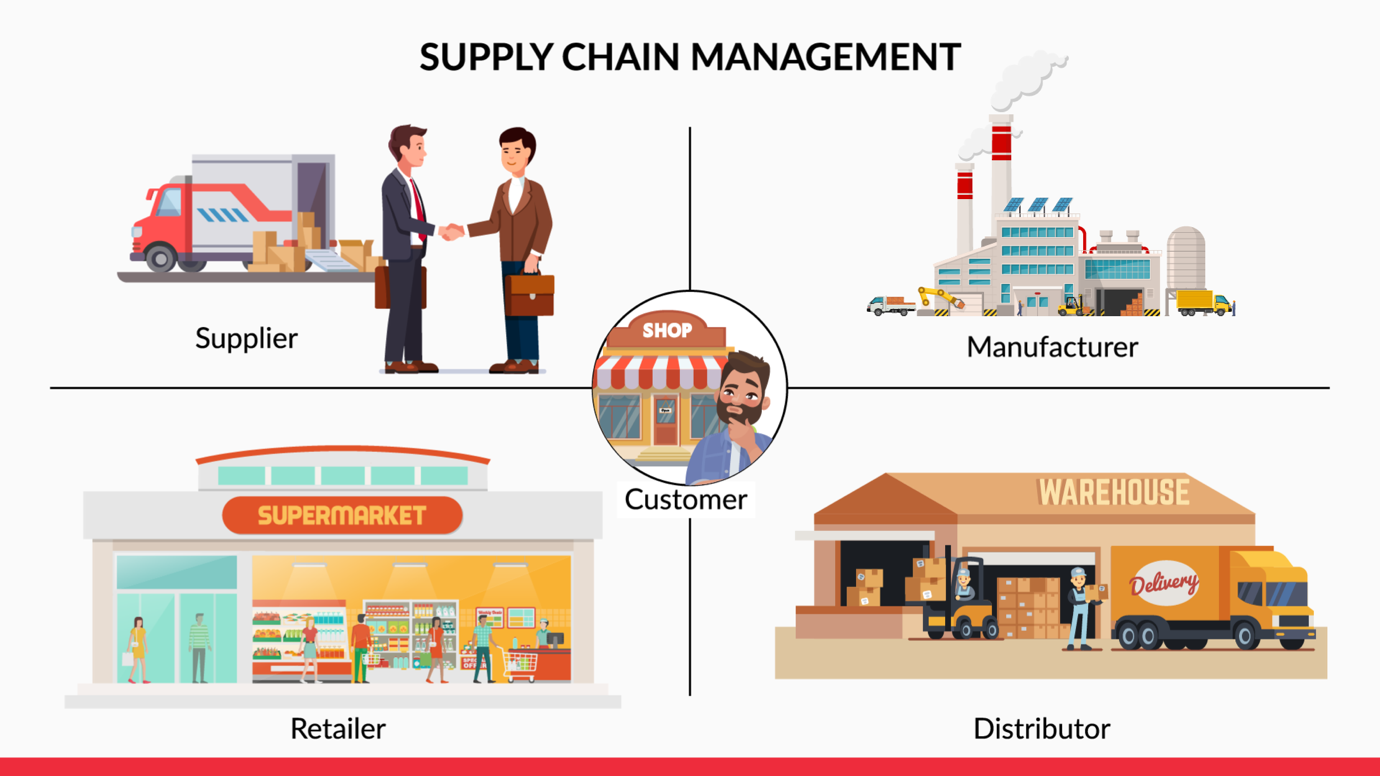 SUPPLY CHAIN MANAGEMENT
Supplier
Manufacturer
SHOP
Customer
SUPERMARKET
Retailer
WAREHOUSE
Delivery
Distributor